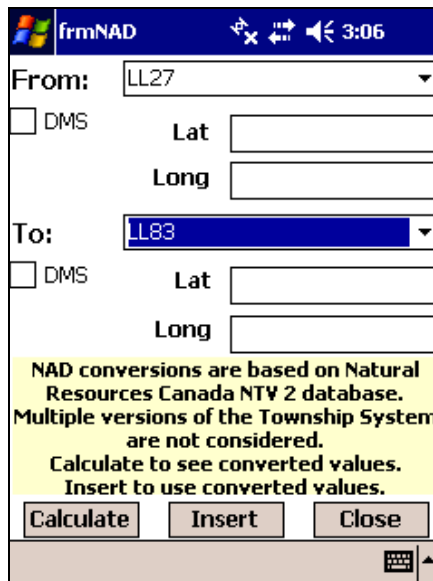 frmNAD 3:06
From: LL27
DMS Lat
Long
To: LL83
DMS Lat
Long
NAD conversions are based on Natural
Resources Canada NTV 2 database.
Multiple versions of the Township System
are not considered.
Calculate to see converted values.
Insert to use converted values.
Calculate Insert Close